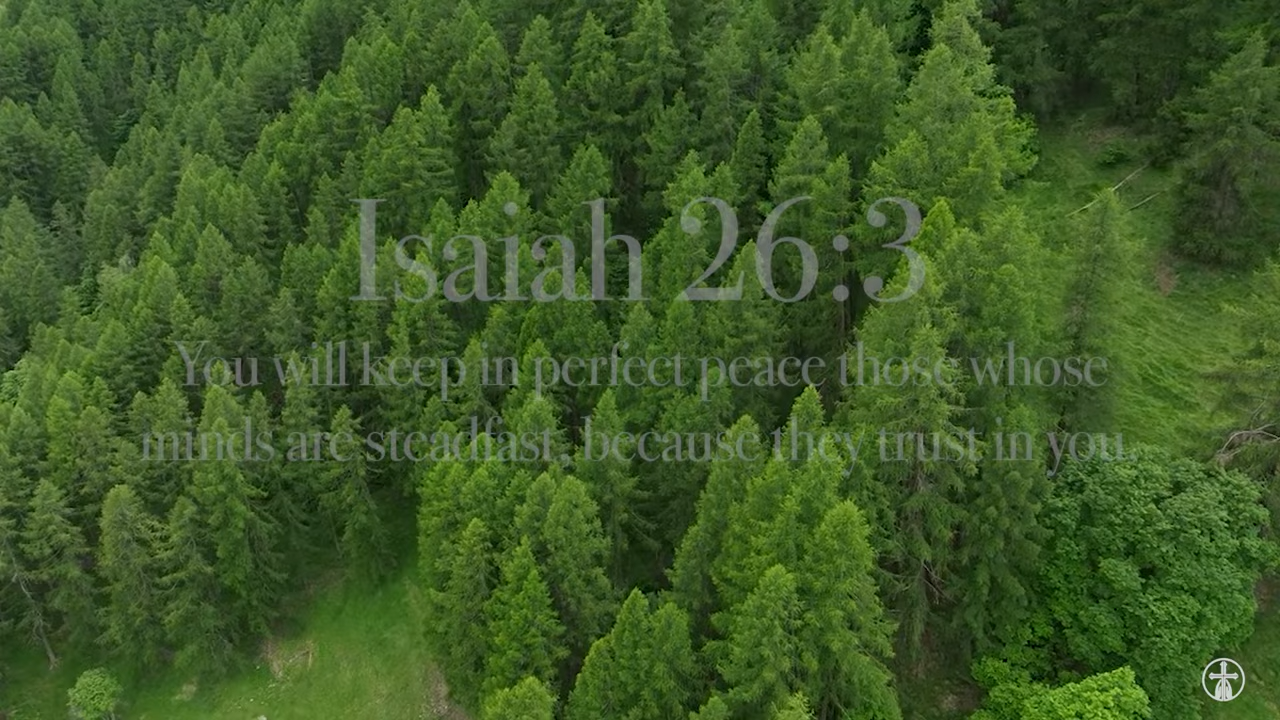 Isaiah 26:3
You will keep in perfect peace those whose
minds are steadfast, because they trust in you.